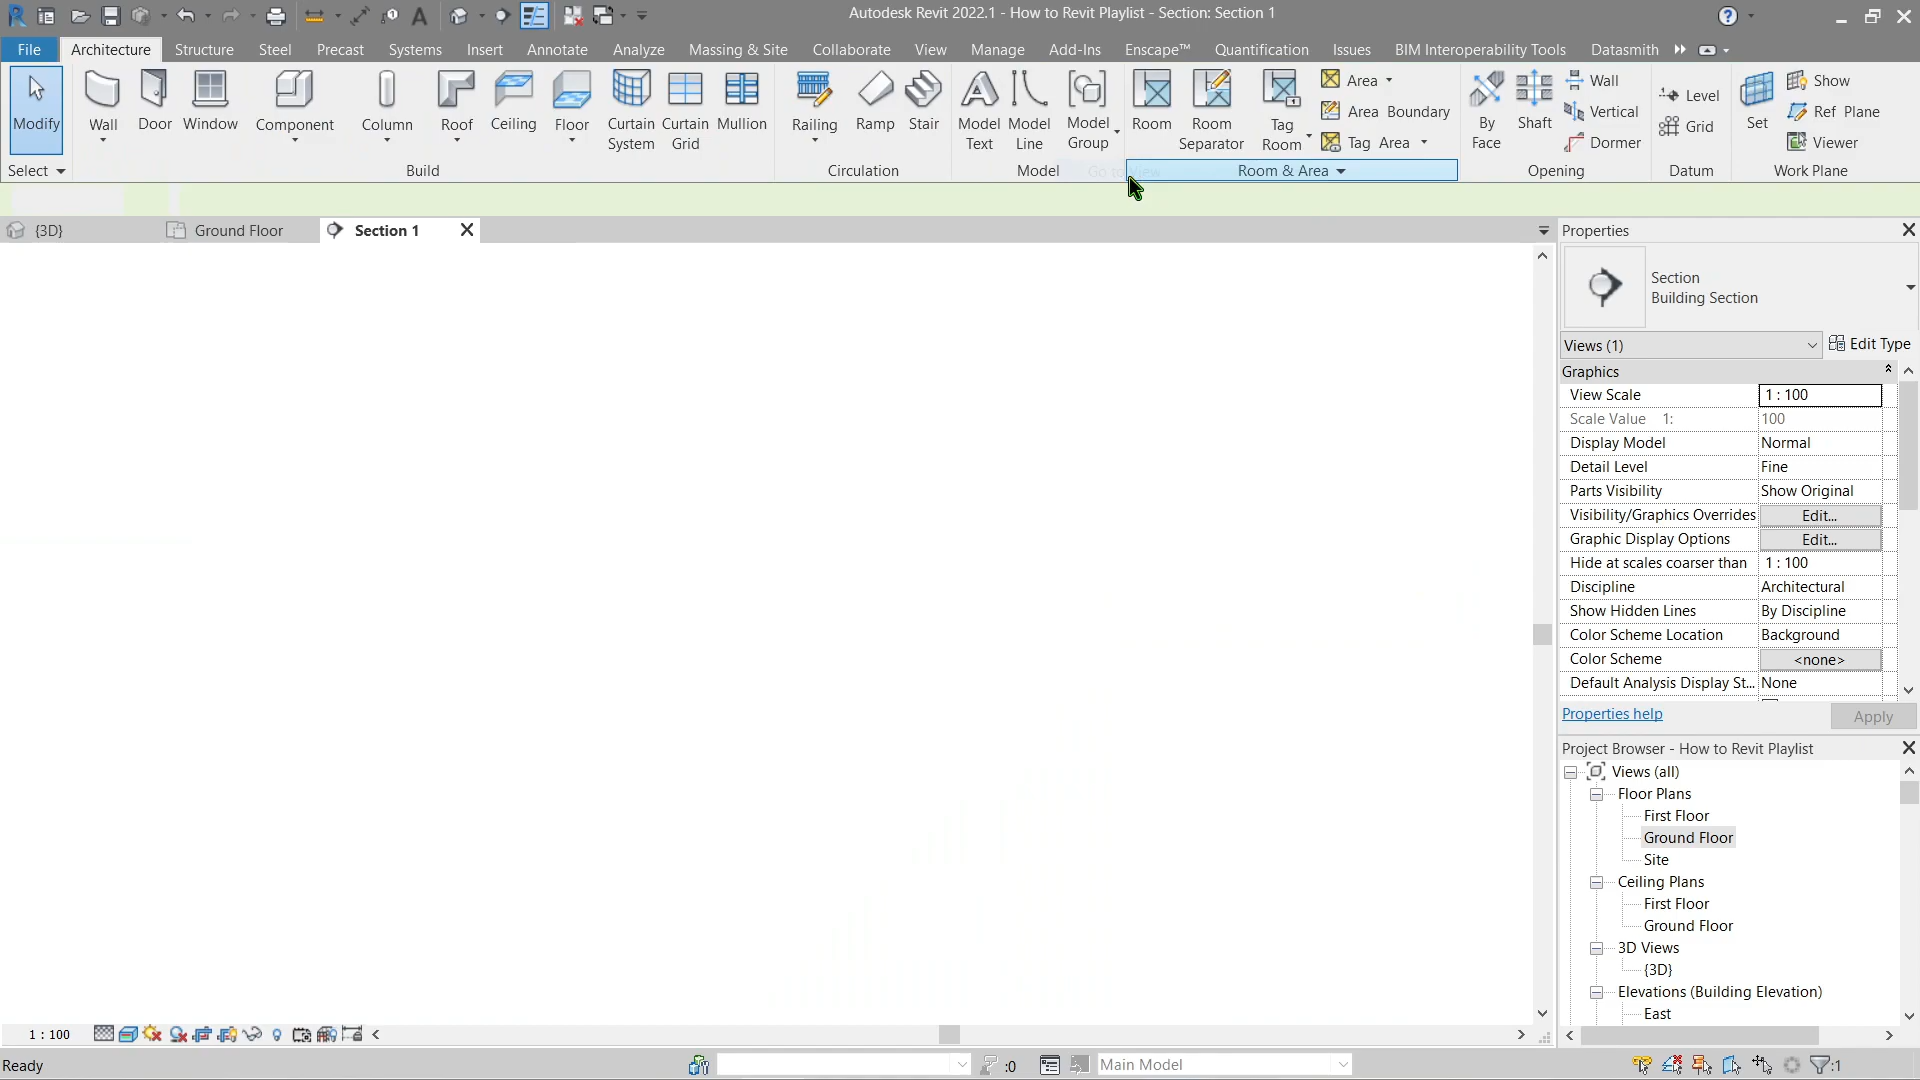 Autodesk Revit 2022.1 - How to Revit Playlist - Section: Section 1
File Architecture Structure Steel Precast Systems Insert Annotate Analyze Massing & Site Collaborate View Manage Add-Ins Enscape™ Quantification Issues BIM Interoperability Tools Datasmith
Modify
Wall
Door
Window
Component
Column
Roof
Ceiling
Floor
Curtain System
Curtain Grid
Mullion
Railing
Ramp
Stair
Model Text
Model Line
Model Group
Room
Room Separator
Tag Room
Area
Area Boundary
Tag Area
By Face
Shaft
Wall
Vertical
Dormer
Level
Grid
Set
Show
Ref Plane
Viewer
Select Build Circulation Model Room & Area Opening Datum Work Plane
{3D} Ground Floor Section 1
Properties
Section
Building Section
Views (1) Edit Type
Graphics
View Scale 1 : 100
Scale Value 1: 100
Display Model Normal
Detail Level Fine
Parts Visibility Show Original
Visibility/Graphics Overrides Edit...
Graphic Display Options Edit...
Hide at scales coarser than 1 : 100
Discipline Architectural
Show Hidden Lines By Discipline
Color Scheme Location Background
Color Scheme <none>
Default Analysis Display St... None
Properties help Apply
Project Browser - How to Revit Playlist
Views (all)
Floor Plans
First Floor
Ground Floor
Site
Ceiling Plans
First Floor
Ground Floor
3D Views
{3D}
Elevations (Building Elevation)
East
1 : 100
Ready :0 Main Model :1